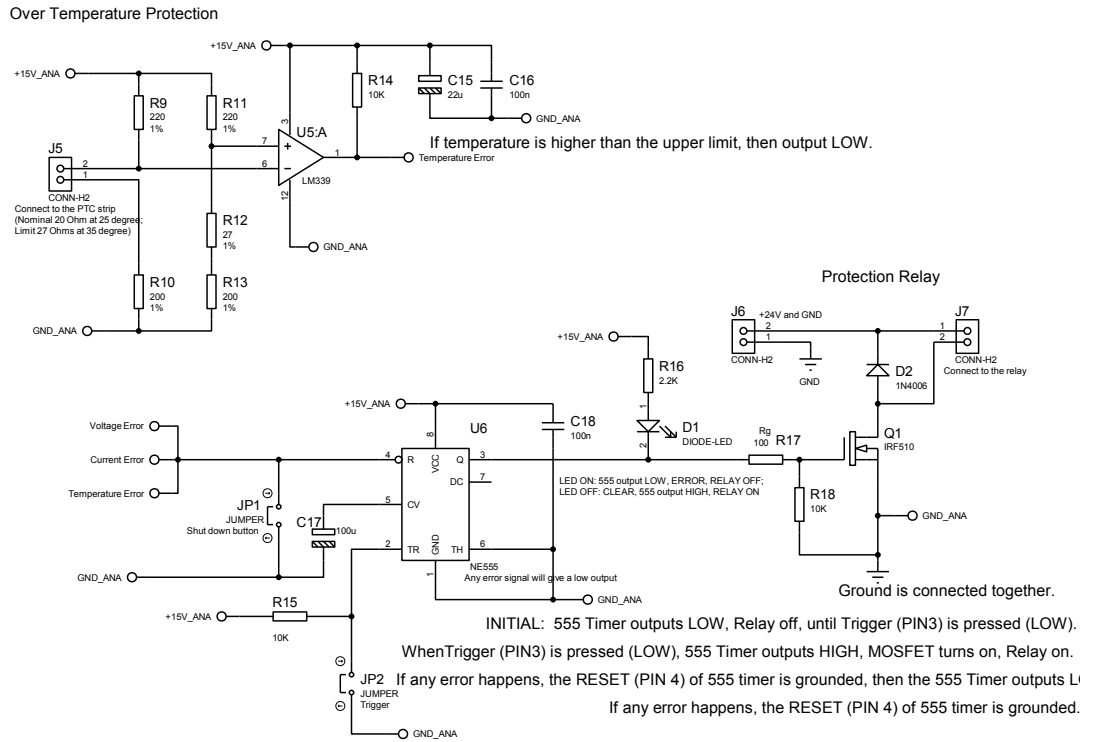 Over Temperature Protection
+15V_ANA
+15V_ANA
R9
220
1%
R11
220
1%
R14
10K
C15
22u
C16
100n
GND_ANA
J5
2
1
CONN-H2
Connect to the PTC strip
(Nominal 20 Ohm at 25 degree;
Limit 27 Ohms at 35 degree)
3
U5:A
7
6
+
−
1
12
LM339
Temperature Error
If temperature is higher than the upper limit, then output LOW.
R12
27
1%
GND_ANA
R10
200
1%
R13
200
1%
GND_ANA
Protection Relay
J6
+24V and GND
2
1
CONN-H2
GND
J7
1
2
CONN-H2
Connect to the relay
D2
1N4006
+15V_ANA
R16
2.2K
1
D1
DIODE-LED
2
+15V_ANA
C18
100n
Voltage Error
Current Error
Temperature Error
U6
8
VCC
4
R
Q
3
DC
7
5
CV
2
TR
GND
TH
6
1
NE555
Any error signal will give a low output
LED ON: 555 output LOW, ERROR, RELAY OFF;
LED OFF: CLEAR, 555 output HIGH, RELAY ON
Rg
100
R17
Q1
IRF510
R18
10K
GND_ANA
JP1
JUMPER
Shut down button
C17
100u
GND_ANA
GND_ANA
+15V_ANA
R15
10K
JP2
JUMPER
Trigger
GND_ANA
Ground is connected together.
INITIAL: 555 Timer outputs LOW, Relay off, until Trigger (PIN3) is pressed (LOW).
WhenTrigger (PIN3) is pressed (LOW), 555 Timer outputs HIGH, MOSFET turns on, Relay on.
If any error happens, the RESET (PIN 4) of 555 timer is grounded, then the 555 Timer outputs
If any error happens, the RESET (PIN 4) of 555 timer is grounded.